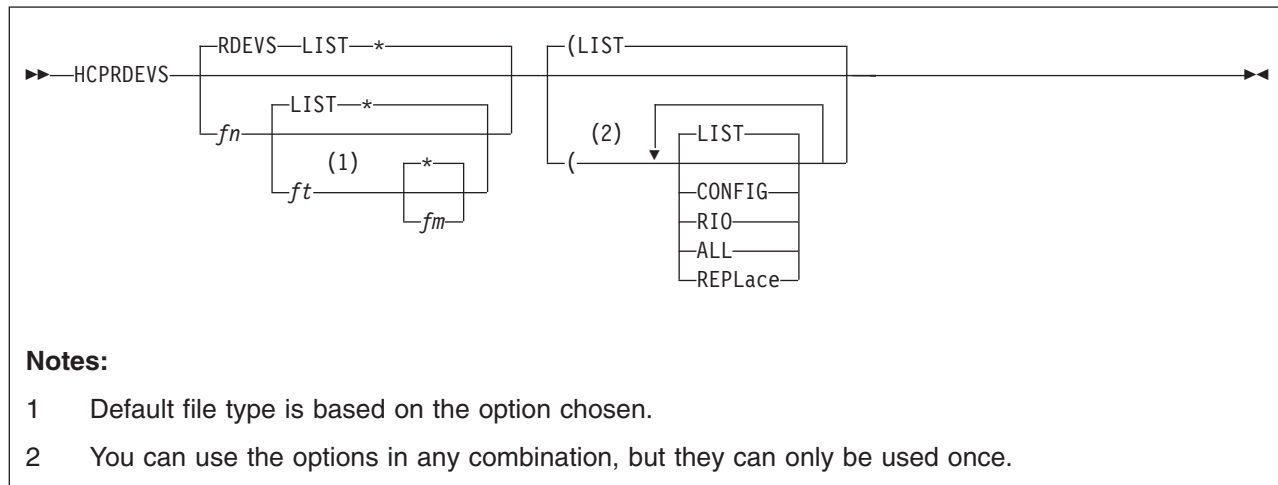 RDEVS LIST * (LIST
HCPRDEVS
LIST *
fn (2) LIST
(1) * (
ft CONFIG
fm RIO
ALL
REPLace
Notes:
1 Default file type is based on the option chosen.
2 You can use the options in any combination, but they can only be used once.